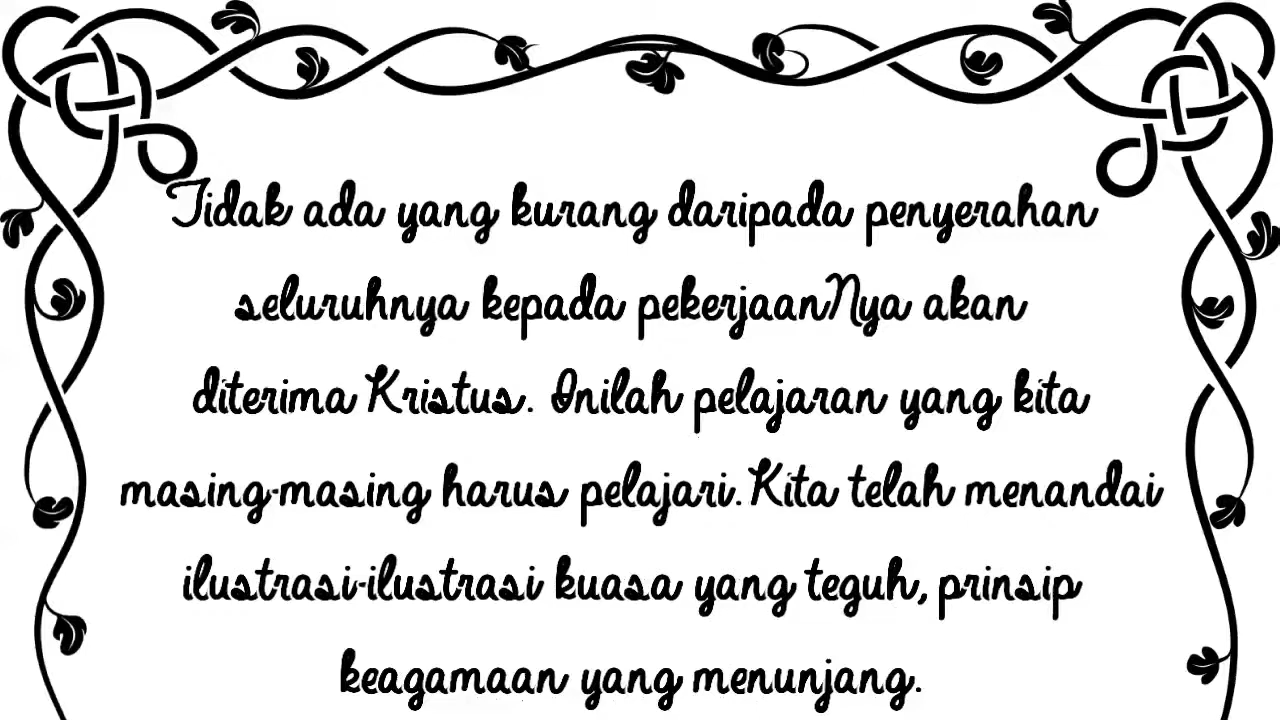 Tidak ada yang kurang daripada penyerahan
seluruhnya kepada pekerjaanNya akan
diterima Kristus. Inilah pelajaran yang kita
masing-masing harus pelajari. Kita telah menandai
ilustrasi-ilustrasi kuasa yang teguh, prinsip
keagamaan yang menunjang.